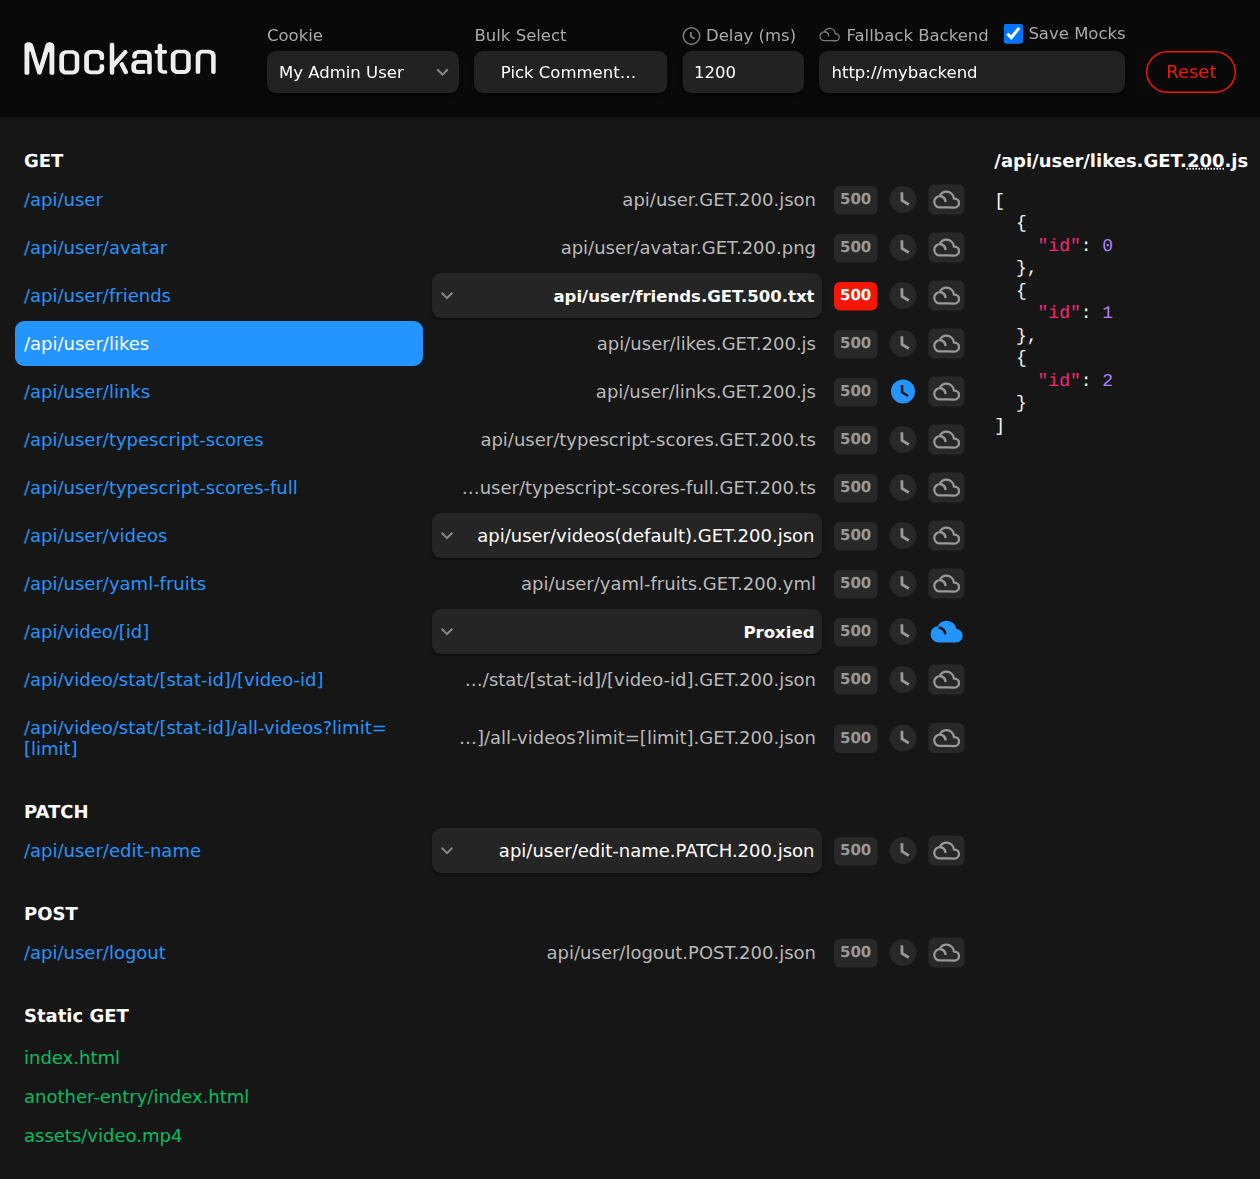 Mockaton
Cookie
My Admin User
Bulk Select
Pick Comment…
Delay (ms)
1200
Fallback Backend
Save Mocks
http://mybackend
Reset
GET
/api/user api/user.GET.200.json 500
/api/user/avatar api/user/avatar.GET.200.png 500
/api/user/friends api/user/friends.GET.500.txt 500
/api/user/likes api/user/likes.GET.200.js 500
/api/user/links api/user/links.GET.200.js 500
/api/user/typescript-scores api/user/typescript-scores.GET.200.ts 500
/api/user/typescript-scores-full …user/typescript-scores-full.GET.200.ts 500
/api/user/videos api/user/videos(default).GET.200.json 500
/api/user/yaml-fruits api/user/yaml-fruits.GET.200.yml 500
/api/video/[id] Proxied 500
/api/video/stat/[stat-id]/[video-id] …/stat/[stat-id]/[video-id].GET.200.json 500
/api/video/stat/[stat-id]/all-videos?limit=
[limit] …]/all-videos?limit=[limit].GET.200.json 500
PATCH
/api/user/edit-name api/user/edit-name.PATCH.200.json 500
POST
/api/user/logout api/user/logout.POST.200.json 500
Static GET
index.html
another-entry/index.html
assets/video.mp4
/api/user/likes.GET.200.js
[
{
"id": 0
},
{
"id": 1
},
{
"id": 2
}
]